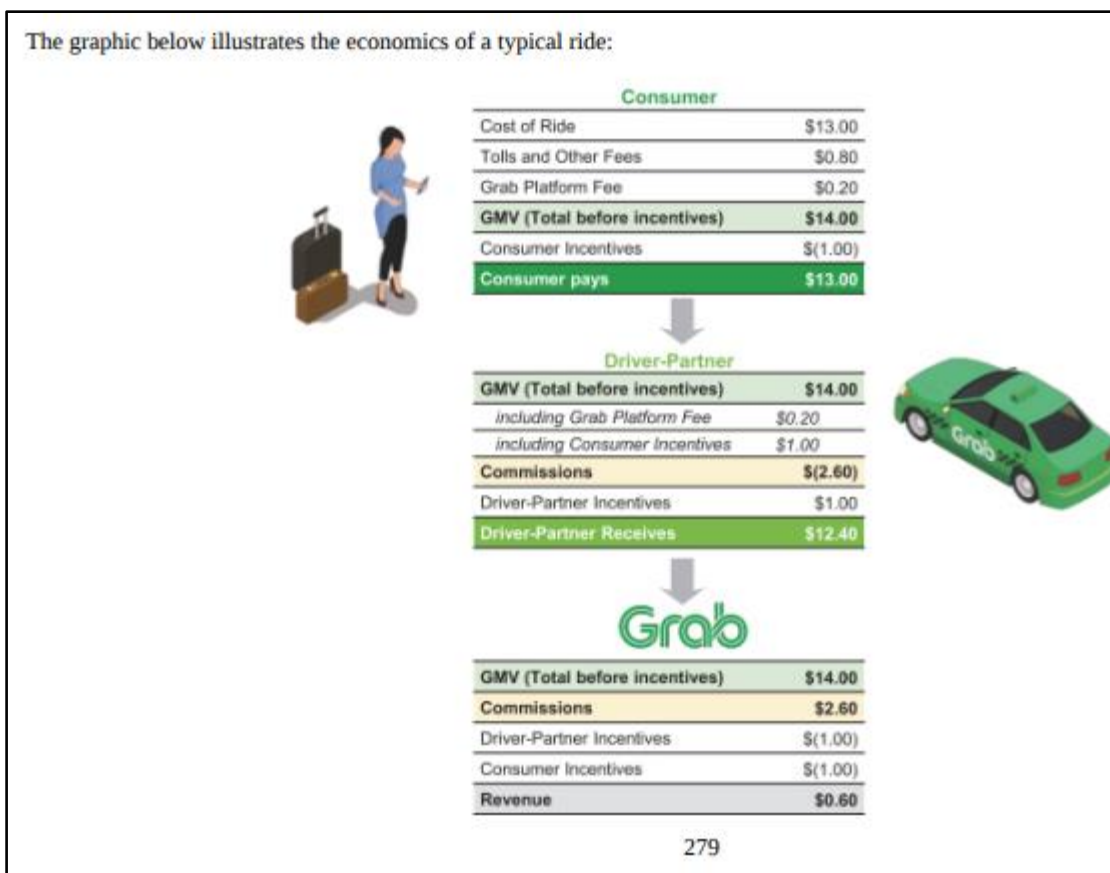 The graphic below illustrates the economics of a typical ride:
Consumer
Cost of Ride $13.00
Tolls and Other Fees $0.80
Grab Platform Fee $0.20
GMV (Total before incentives) $14.00
Consumer Incentives $(1.00)
Consumer pays $13.00
Driver-Partner
GMV (Total before incentives) $14.00
including Grab Platform Fee $0.20
including Consumer Incentives $1.00
Commissions $(2.60)
Driver-Partner Incentives $1.00
Driver-Partner Receives $12.40
Grab
Grab
GMV (Total before incentives) $14.00
Commissions $2.60
Driver-Partner Incentives $(1.00)
Consumer Incentives $(1.00)
Revenue $0.60
279